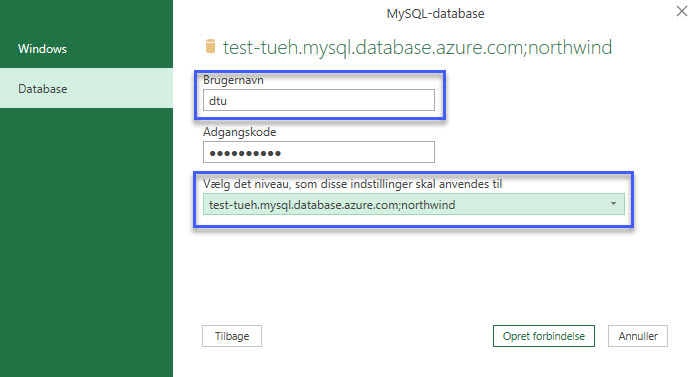 MySQL-database
Windows
Database
test-tueh.mysql.database.azure.com;northwind
Brugernavn
dtu
Adgangskode
●●●●●●●●●●
Vælg det niveau, som disse indstillinger skal anvendes til
test-tueh.mysql.database.azure.com;northwind
Tilbage
Opret forbindelse
Annuller